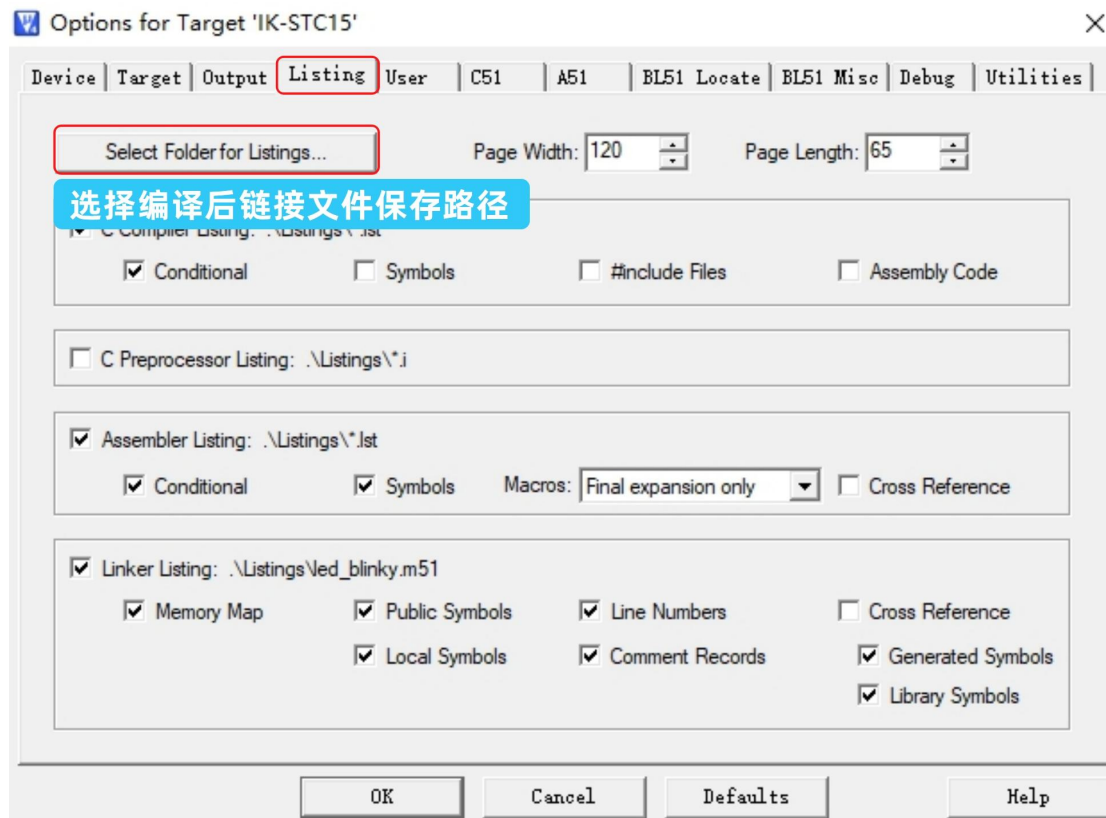 Options for Target 'IK-STC15'
Device Target Output Listing User C51 A51 BL51 Locate BL51 Misc Debug Utilities
Select Folder for Listings... Page Width: 120 Page Length: 65
选择编译后链接文件保存路径
C Compiler Listing: .\Listings\*.lst
Conditional Symbols #include Files Assembly Code
C Preprocessor Listing: .\Listings\*.i
Assembler Listing: .\Listings\*.lst
Conditional Symbols Macros: Final expansion only Cross Reference
Linker Listing: .\Listings\led_blinky.m51
Memory Map Public Symbols Line Numbers Cross Reference
Local Symbols Comment Records Generated Symbols
Library Symbols
OK Cancel Defaults Help